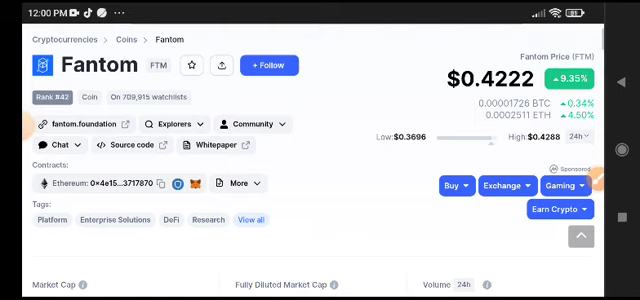 12:00 PM
Cryptocurrencies > Coins > Fantom
Fantom Price (FTM)
Fantom FTM + Follow
$0.4222 9.35%
Rank #42 Coin On 709,915 watchlists
0.00001726 BTC 0.34%
0.0002511 ETH 4.50%
fantom.foundation Explorers Community
Low:$0.3696 High:$0.4288 24h
Chat Source code Whitepaper
Contracts:
Sponsored
Ethereum: 0x4e15...3717870 More
Buy Exchange Gaming
Tags:
Earn Crypto
Platform Enterprise Solutions DeFi Research View all
Market Cap Fully Diluted Market Cap Volume 24h